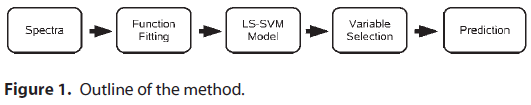 Spectra
Function
Fitting
LS-SVM
Model
Variable
Selection
Prediction
Figure 1. Outline of the method.